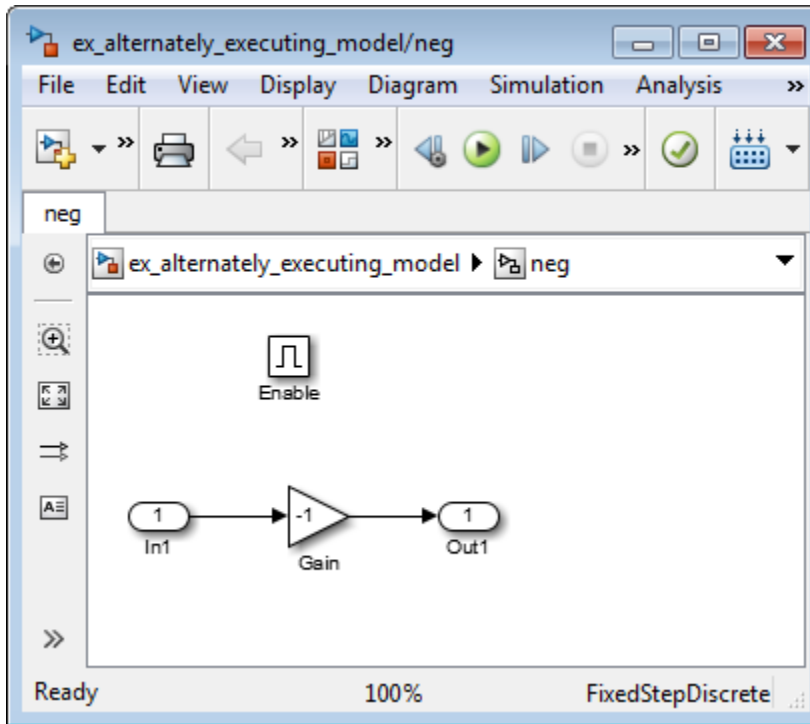 ex_alternately_executing_model/neg
File Edit View Display Diagram Simulation Analysis »
» » » »
neg
ex_alternately_executing_model neg
Enable
1 -1 1
In1 Gain Out1
Ready 100% FixedStepDiscrete